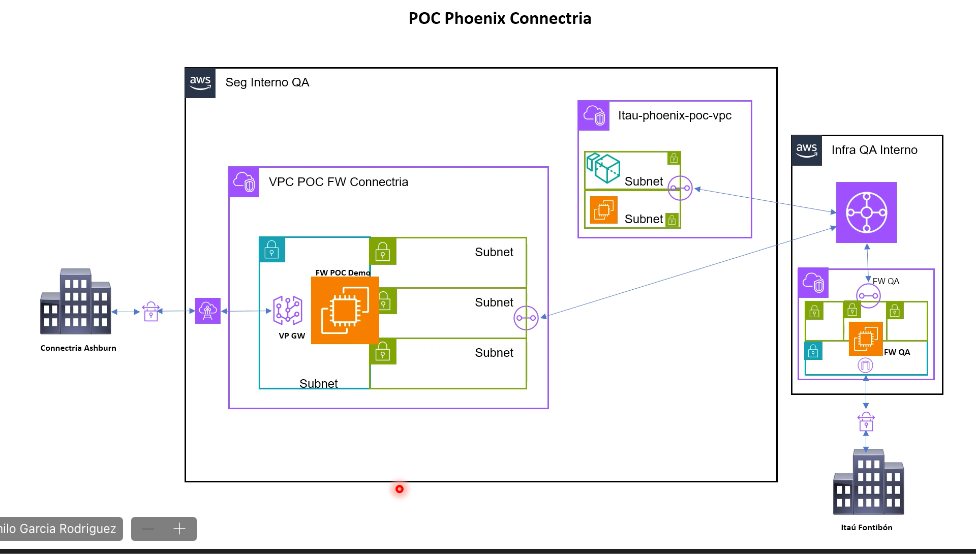 POC Phoenix Connectria
aws
Seg Interno QA
Itau-phoenix-poc-vpc
Subnet
Subnet
aws
Infra QA Interno
VPC POC FW Connectria
Subnet
FW POC Demo
Subnet
VP GW
Subnet
Subnet
Connectria Ashburn
FW QA
FW QA
Itaú Fontibón
Garcia Rodriguez